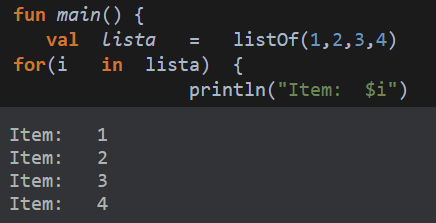 fun main() {
val lista = listOf(1,2,3,4)
for(i in lista) {
println("Item: $i")
Item: 1
Item: 2
Item: 3
Item: 4